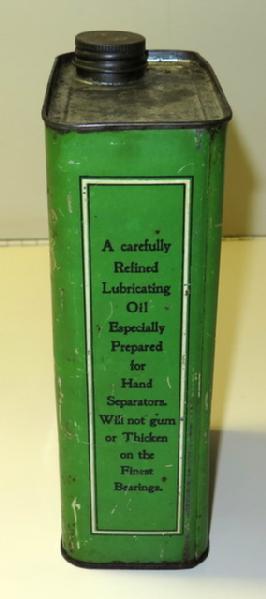 A carefully
Refined
Lubricating
Oil
Especially
Prepared
for
Hand
Separators.
Will not gum
or Thicken
on the
Finest
Bearings.